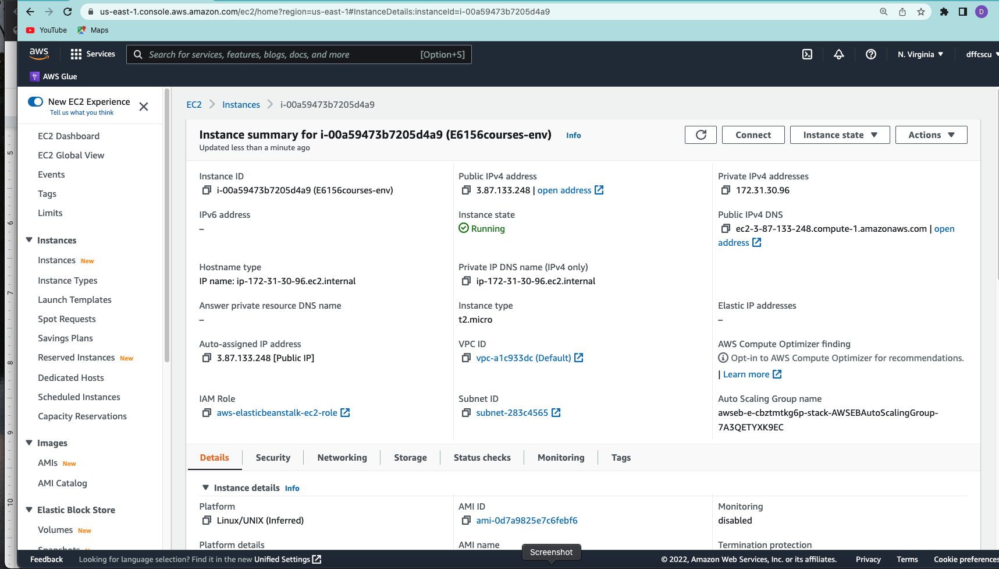 us-east-1.console.aws.amazon.com/ec2/home?region=us-east-1#InstanceDetails:instanceId=i-00a59473b7205d4a9
D
YouTube Maps
aws Services Search for services, features, blogs, docs, and more [Option+S] N. Virginia dffcscu
AWS Glue
New EC2 Experience
Tell us what you think
EC2 Dashboard
EC2 Global View
Events
Tags
Limits
Instances
Instances New
Instance Types
Launch Templates
Spot Requests
Savings Plans
Reserved Instances New
Dedicated Hosts
Scheduled Instances
Capacity Reservations
Images
AMIs New
AMI Catalog
Elastic Block Store
Volumes New
5
6
7
8
9
10
EC2 Instances i-00a59473b7205d4a9
Instance summary for i-00a59473b7205d4a9 (E6156courses-env) Info
Updated less than a minute ago
Connect Instance state Actions
Instance ID
i-00a59473b7205d4a9 (E6156courses-env)
Public IPv4 address
3.87.133.248 | open address
Private IPv4 addresses
172.31.30.96
IPv6 address
–
Instance state
Running
Public IPv4 DNS
ec2-3-87-133-248.compute-1.amazonaws.com | open
address
Hostname type
IP name: ip-172-31-30-96.ec2.internal
Private IP DNS name (IPv4 only)
ip-172-31-30-96.ec2.internal
Answer private resource DNS name
–
Instance type
t2.micro
Elastic IP addresses
–
Auto-assigned IP address
3.87.133.248 [Public IP]
VPC ID
vpc-a1c933dc (Default)
AWS Compute Optimizer finding
Opt-in to AWS Compute Optimizer for recommendations.
| Learn more
IAM Role
aws-elasticbeanstalk-ec2-role
Subnet ID
subnet-283c4565
Auto Scaling Group name
awseb-e-cbztmtkg6p-stack-AWSEBAutoScalingGroup-
7A3QETYXK9EC
Details Security Networking Storage Status checks Monitoring Tags
Instance details Info
Platform
Linux/UNIX (Inferred)
AMI ID
ami-0d7a9825e7c6febf6
Monitoring
disabled
Platform details
AMI name
Termination protection
Screenshot
Feedback Looking for language selection? Find it in the new Unified Settings © 2022, Amazon Web Services, Inc. or its affiliates. Privacy Terms Cookie preferences